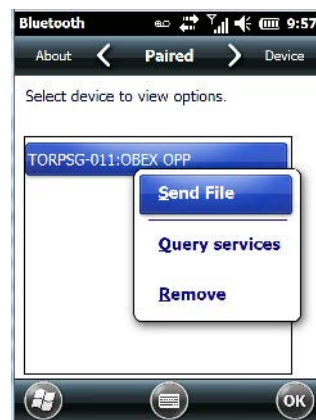 Bluetooth 9:57
About Paired Device
Select device to view options.
TORPSG-011:OBEX OPP
Send File
Query services
Remove
OK